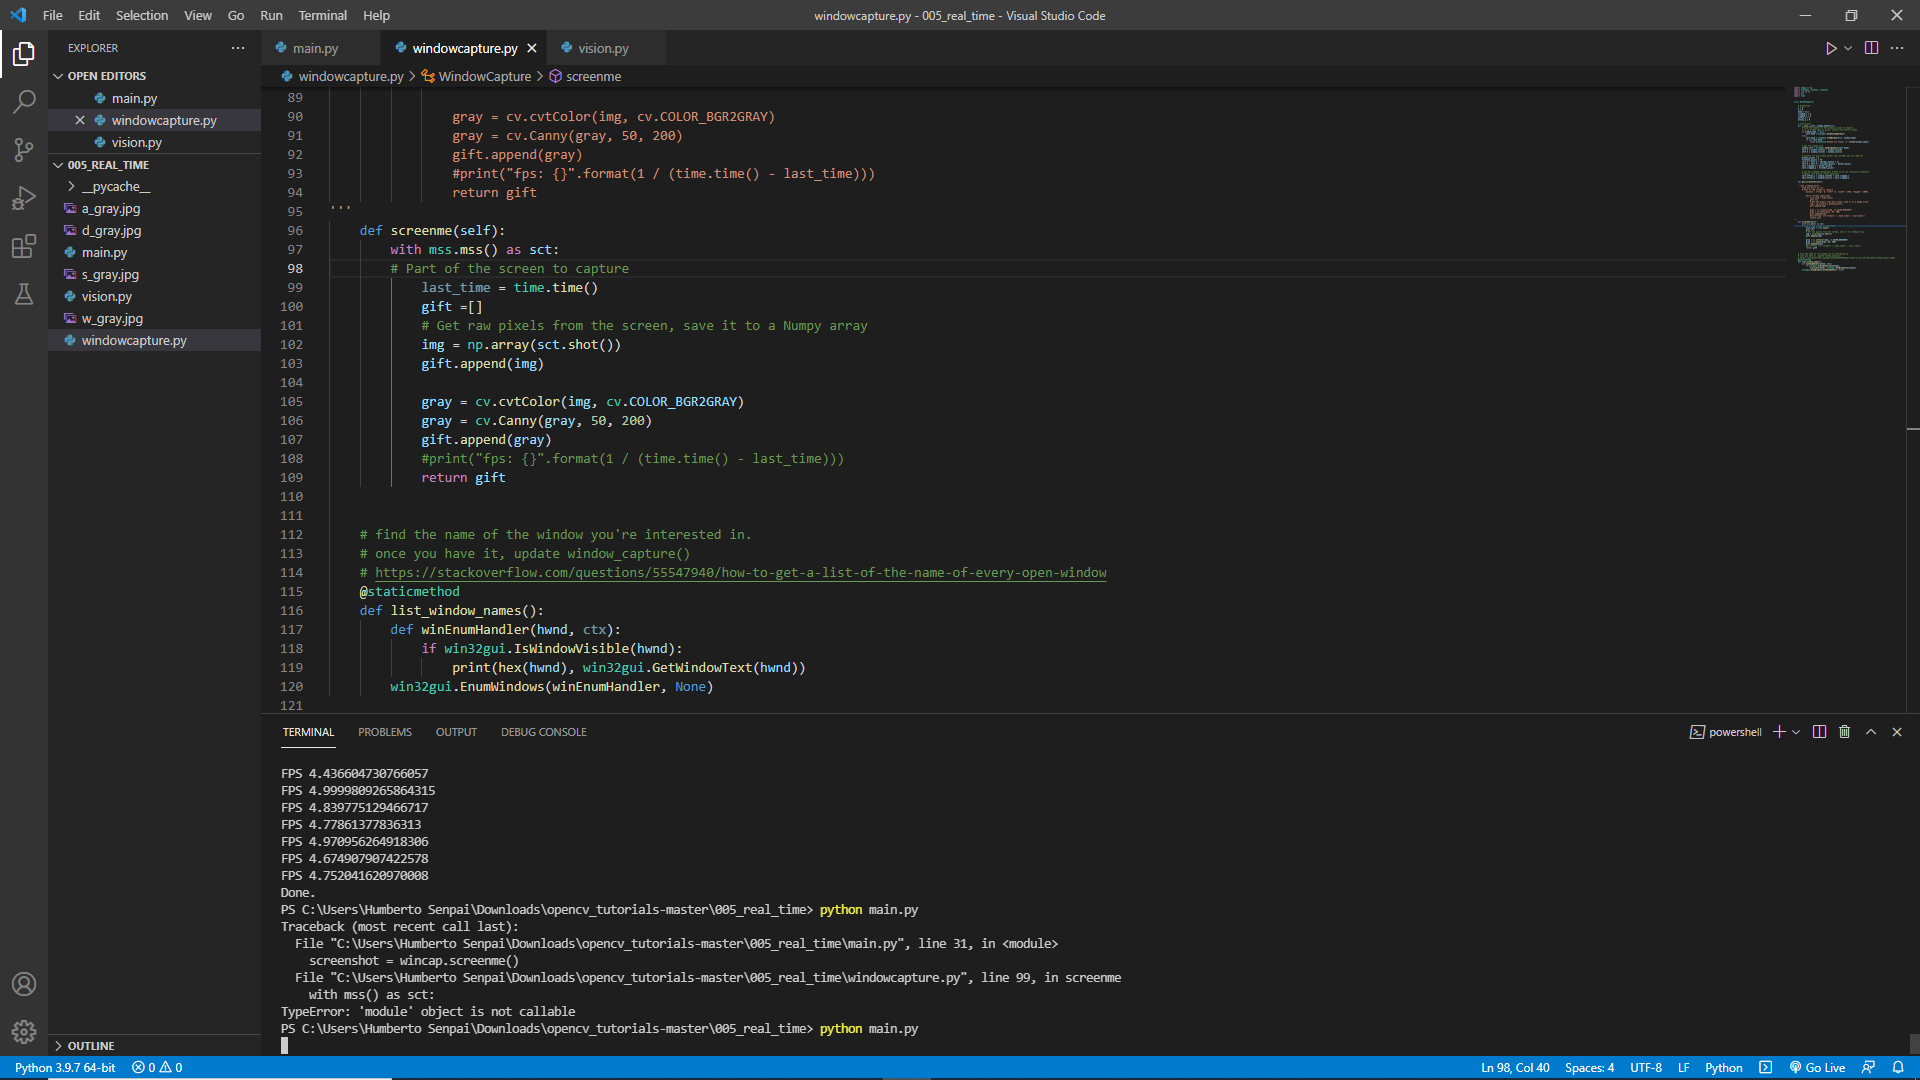 File Edit Selection View Go Run Terminal Help
windowcapture.py - 005_real_time - Visual Studio Code
EXPLORER
OPEN EDITORS
main.py
windowcapture.py
vision.py
005_REAL_TIME
__pycache__
a_gray.jpg
d_gray.jpg
main.py
s_gray.jpg
vision.py
w_gray.jpg
windowcapture.py
OUTLINE
main.py windowcapture.py vision.py
windowcapture.py > WindowCapture > screenme
89
90 gray = cv.cvtColor(img, cv.COLOR_BGR2GRAY)
91 gray = cv.Canny(gray, 50, 200)
92 gift.append(gray)
93 #print("fps: {}".format(1 / (time.time() - last_time)))
94 return gift
95 '''
96 def screenme(self):
97 with mss.mss() as sct:
98 # Part of the screen to capture
99 last_time = time.time()
100 gift =[]
101 # Get raw pixels from the screen, save it to a Numpy array
102 img = np.array(sct.shot())
103 gift.append(img)
104
105 gray = cv.cvtColor(img, cv.COLOR_BGR2GRAY)
106 gray = cv.Canny(gray, 50, 200)
107 gift.append(gray)
108 #print("fps: {}".format(1 / (time.time() - last_time)))
109 return gift
110
111
112 # find the name of the window you're interested in.
113 # once you have it, update window_capture()
114 # https://stackoverflow.com/questions/55547940/how-to-get-a-list-of-the-name-of-every-open-window
115 @staticmethod
116 def list_window_names():
117 def winEnumHandler(hwnd, ctx):
118 if win32gui.IsWindowVisible(hwnd):
119 print(hex(hwnd), win32gui.GetWindowText(hwnd))
120 win32gui.EnumWindows(winEnumHandler, None)
121
TERMINAL PROBLEMS OUTPUT DEBUG CONSOLE
powershell
FPS 4.436604730766057
FPS 4.9999809265864315
FPS 4.839775129466717
FPS 4.77861377836313
FPS 4.970956264918306
FPS 4.674907907422578
FPS 4.752041620970008
Done.
PS C:\Users\Humberto Senpai\Downloads\opencv_tutorials-master\005_real_time> python main.py
Traceback (most recent call last):
File "C:\Users\Humberto Senpai\Downloads\opencv_tutorials-master\005_real_time\main.py", line 31, in <module>
screenshot = wincap.screenme()
File "C:\Users\Humberto Senpai\Downloads\opencv_tutorials-master\005_real_time\windowcapture.py", line 99, in screenme
with mss() as sct:
TypeError: 'module' object is not callable
PS C:\Users\Humberto Senpai\Downloads\opencv_tutorials-master\005_real_time> python main.py
Python 3.9.7 64-bit 0 0
Ln 98, Col 40 Spaces: 4 UTF-8 LF Python Go Live